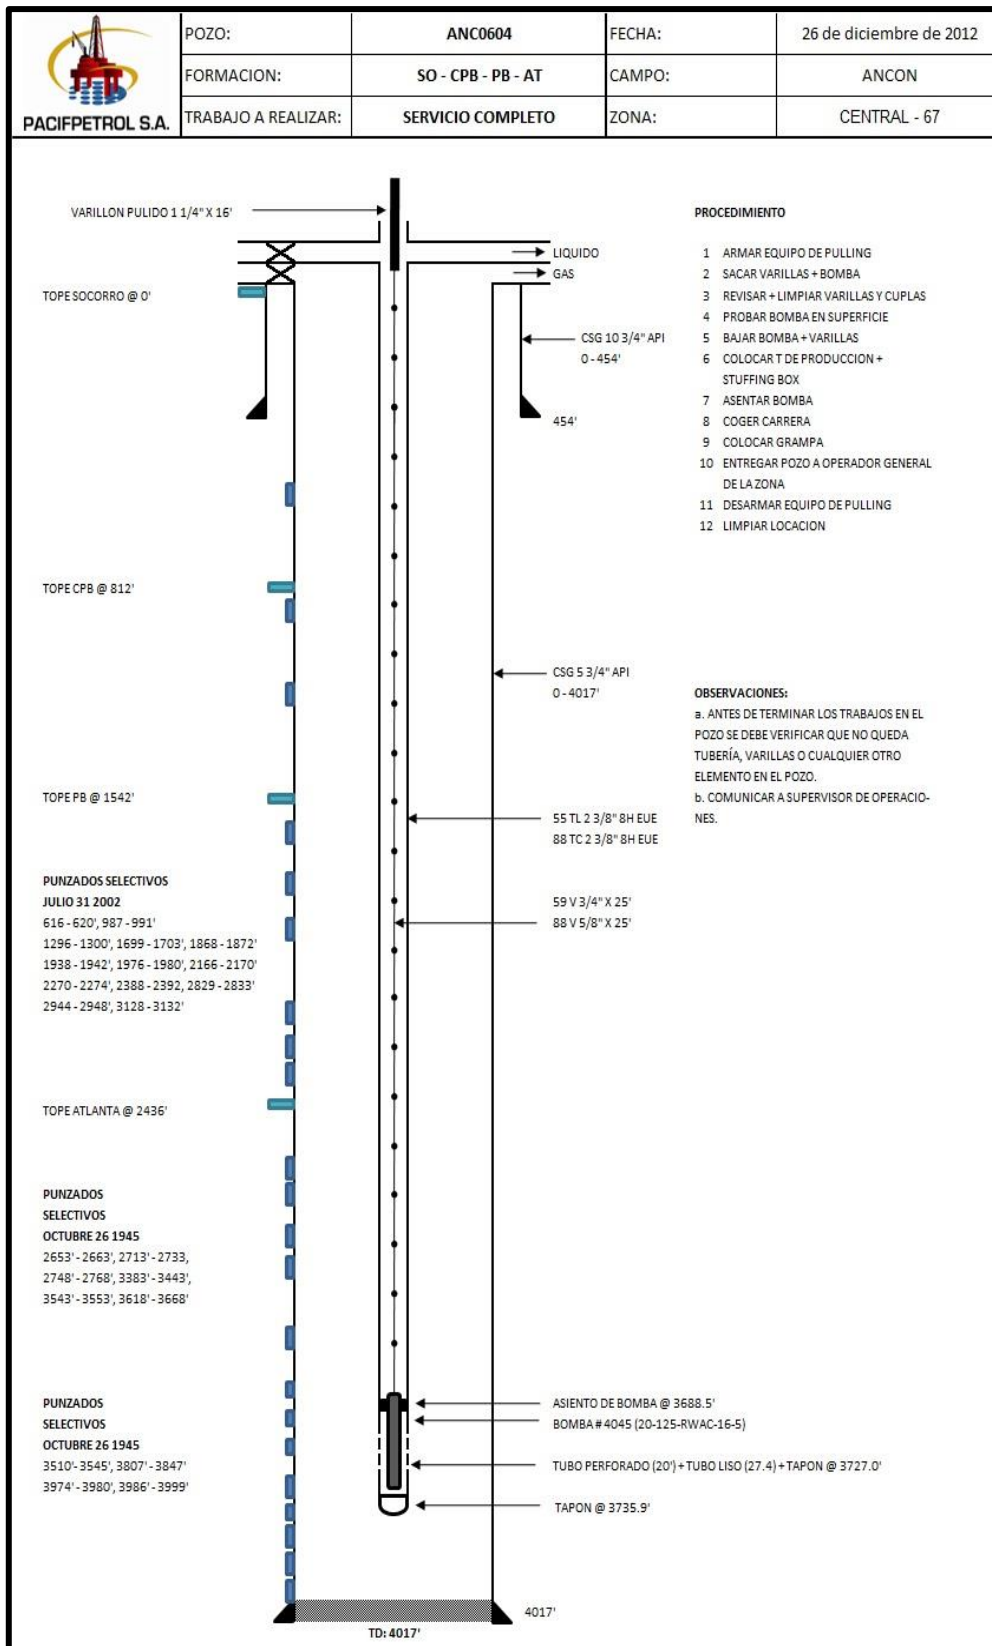 PACIFPETROL S.A.
POZO: ANC0604 FECHA: 26 de diciembre de 2012
FORMACION: SO - CPB - PB - AT CAMPO: ANCON
TRABAJO A REALIZAR: SERVICIO COMPLETO ZONA: CENTRAL - 67
VARILLON PULIDO 1 1/4" X 16'
LIQUIDO
GAS
TOPE SOCORRO @ 0'
CSG 10 3/4" API
0 - 454'
454'
TOPE CPB @ 812'
CSG 5 3/4" API
0 - 4017'
TOPE PB @ 1542'
55 TL 2 3/8" 8H EUE
88 TC 2 3/8" 8H EUE
PUNZADOS SELECTIVOS
JULIO 31 2002
616 - 620', 987 - 991'
1296 - 1300', 1699 - 1703', 1868 - 1872'
1938 - 1942', 1976 - 1980', 2166 - 2170'
2270 - 2274', 2388 - 2392, 2829 - 2833'
2944 - 2948', 3128 - 3132'
59 V 3/4" X 25'
88 V 5/8" X 25'
TOPE ATLANTA @ 2436'
PUNZADOS
SELECTIVOS
OCTUBRE 26 1945
2653' - 2663', 2713' - 2733,
2748' - 2768', 3383' - 3443',
3543' - 3553', 3618' - 3668'
PUNZADOS
SELECTIVOS
OCTUBRE 26 1945
3510'- 3545', 3807' - 3847'
3974' - 3980', 3986' - 3999'
ASIENTO DE BOMBA @ 3688.5'
BOMBA # 4045 (20-125-RWAC-16-5)
TUBO PERFORADO (20') + TUBO LISO (27.4) + TAPON @ 3727.0'
TAPON @ 3735.9'
4017'
TD: 4017'
PROCEDIMIENTO
1 ARMAR EQUIPO DE PULLING
2 SACAR VARILLAS + BOMBA
3 REVISAR + LIMPIAR VARILLAS Y CUPLAS
4 PROBAR BOMBA EN SUPERFICIE
5 BAJAR BOMBA + VARILLAS
6 COLOCAR T DE PRODUCCION +
STUFFING BOX
7 ASENTAR BOMBA
8 COGER CARRERA
9 COLOCAR GRAMPA
10 ENTREGAR POZO A OPERADOR GENERAL
DE LA ZONA
11 DESARMAR EQUIPO DE PULLING
12 LIMPIAR LOCACION
OBSERVACIONES:
a. ANTES DE TERMINAR LOS TRABAJOS EN EL
POZO SE DEBE VERIFICAR QUE NO QUEDA
TUBERÍA, VARILLAS O CUALQUIER OTRO
ELEMENTO EN EL POZO.
b. COMUNICAR A SUPERVISOR DE OPERACIO-
NES.